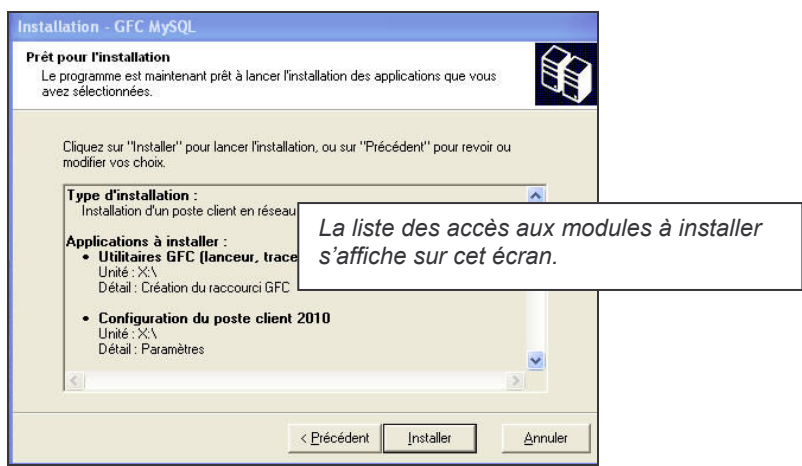 Installation - GFC MySQL
Prêt pour l'installation
Le programme est maintenant prêt à lancer l'installation des applications que vous
avez sélectionnées.
Cliquez sur "Installer" pour lancer l'installation, ou sur "Précédent" pour revoir ou
modifier vos choix.
Type d'installation :
Installation d'un poste client en réseau
Applications à installer :
• Utilitaires GFC (lanceur, trace
Unité : X:\
Détail : Création du raccourci GFC
• Configuration du poste client 2010
Unité : X:\
Détail : Paramètres
La liste des accès aux modules à installer
s'affiche sur cet écran.
< Précédent
Installer
Annuler